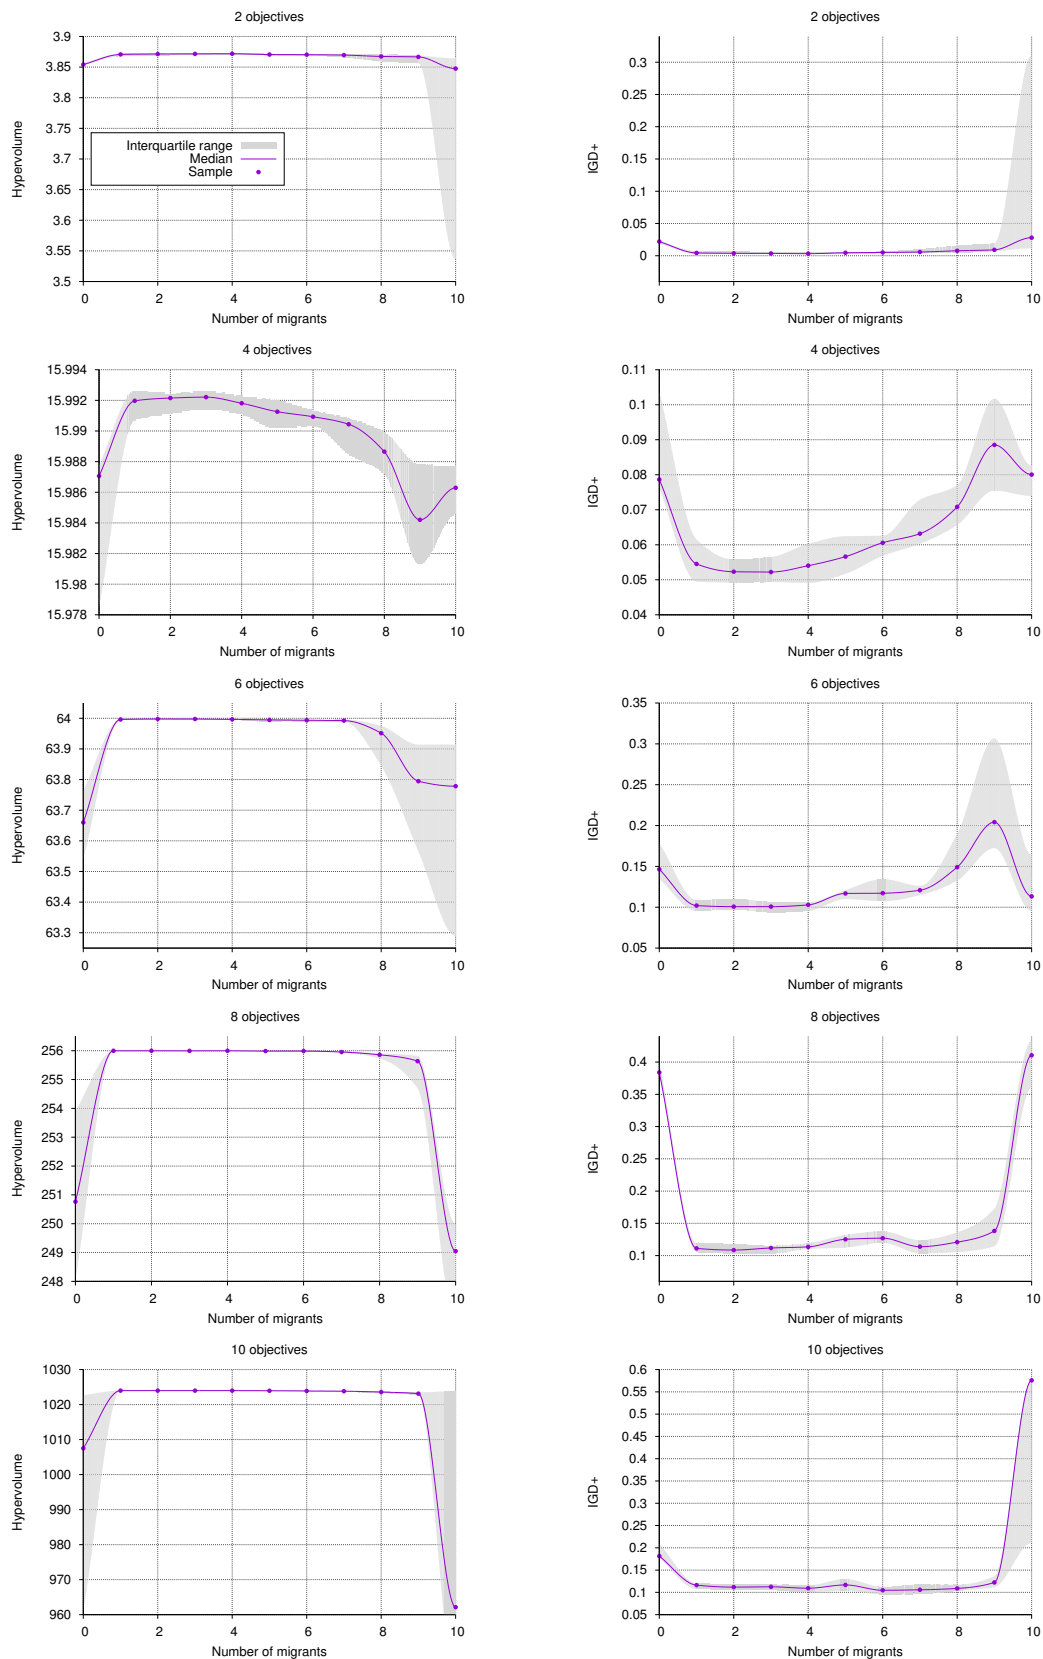 2 objectives
3.9
3.85
3.8
3.75
3.7
3.65
3.6
3.55
3.5
Hypervolume
Interquartile range
Median
Sample
0 2 4 6 8 10
Number of migrants
2 objectives
0.3
0.25
0.2
0.15
0.1
0.05
0
IGD+
0 2 4 6 8 10
Number of migrants
4 objectives
15.994
15.992
15.99
15.988
15.986
15.984
15.982
15.98
15.978
Hypervolume
0 2 4 6 8 10
Number of migrants
4 objectives
0.11
0.1
0.09
0.08
0.07
0.06
0.05
0.04
IGD+
0 2 4 6 8 10
Number of migrants
6 objectives
64
63.9
63.8
63.7
63.6
63.5
63.4
63.3
Hypervolume
0 2 4 6 8 10
Number of migrants
6 objectives
0.35
0.3
0.25
0.2
0.15
0.1
0.05
IGD+
0 2 4 6 8 10
Number of migrants
8 objectives
256
255
254
253
252
251
250
249
248
Hypervolume
0 2 4 6 8 10
Number of migrants
8 objectives
0.4
0.35
0.3
0.25
0.2
0.15
0.1
IGD+
0 2 4 6 8 10
Number of migrants
10 objectives
1030
1020
1010
1000
990
980
970
960
Hypervolume
0 2 4 6 8 10
Number of migrants
10 objectives
0.6
0.55
0.5
0.45
0.4
0.35
0.3
0.25
0.2
0.15
0.1
0.05
IGD+
0 2 4 6 8 10
Number of migrants